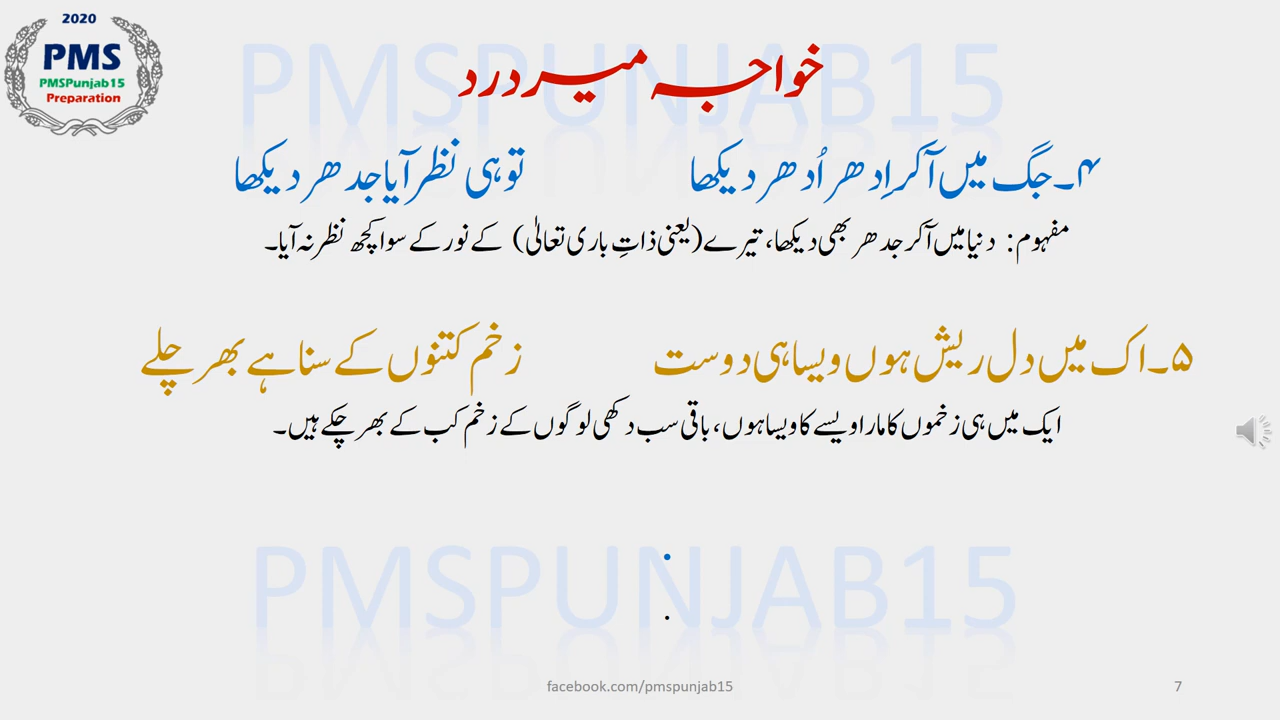 2020
PMS
PMSPunjab15
Preparation
PMSPUNJAB15
خواجہ میر درد
۴۔جگ میں آکر اِدھر اُدھر دیکھا تو ہی نظر آیا جدھر دیکھا
مفہوم: دنیا میں آکر جدھر بھی دیکھا، تیرے (یعنی ذاتِ باری تعالیٰ) کے نور کے سوا کچھ نظر نہ آیا۔
۵۔اک میں دل ریش ہوں ویسا ہی دوست زخم کتنوں کے سنا ہے بھر چلے
ایک میں ہی زخموں کا مارا ویسے کا ویسا ہوں، باقی سب دکھی لوگوں کے زخم کب کے بھر چکے ہیں۔
PMSPUNJAB15
facebook.com/pmspunjab15
7